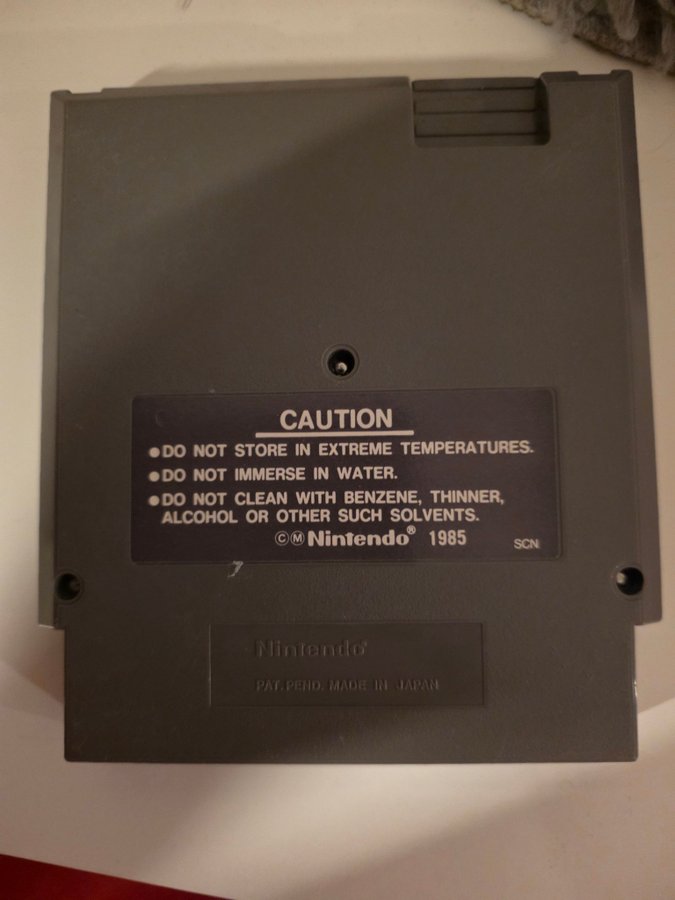 CAUTION
●DO NOT STORE IN EXTREME TEMPERATURES.
●DO NOT IMMERSE IN WATER.
●DO NOT CLEAN WITH BENZENE, THINNER,
ALCOHOL OR OTHER SUCH SOLVENTS.
©Ⓜ Nintendo® 1985 SCN
Nintendo®
PAT. PEND. MADE IN JAPAN